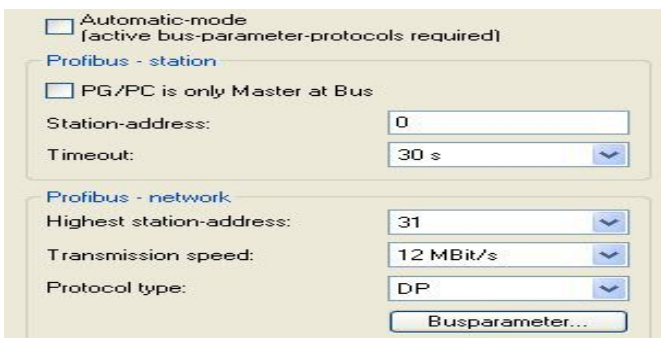 Automatic-mode
(active bus-parameter-protocols required)
Profibus - station
PG/PC is only Master at Bus
Station-address: 0
Timeout: 30 s
Profibus - network
Highest station-address: 31
Transmission speed: 12 MBit/s
Protocol type: DP
Busparameter...